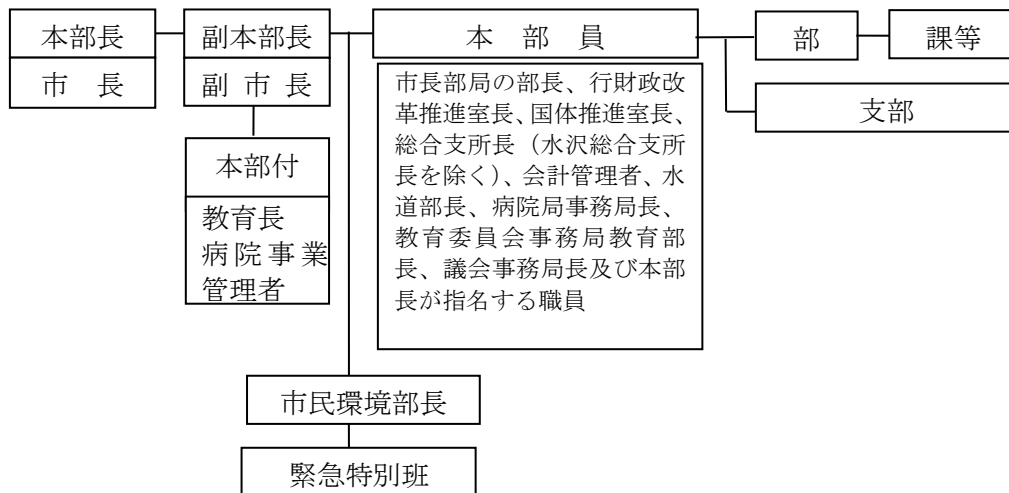 本部長
市　長
副本部長
副 市 長
本部付
教育長
病院事業
管理者
本　部　員
市長部局の部長、行財政改
革推進室長、国体推進室長、
総合支所長（水沢総合支所
長を除く）、会計管理者、水
道部長、病院局事務局長、
教育委員会事務局教育部
長、議会事務局長及び本部
長が指名する職員
部
課等
支部
市民環境部長
緊急特別班